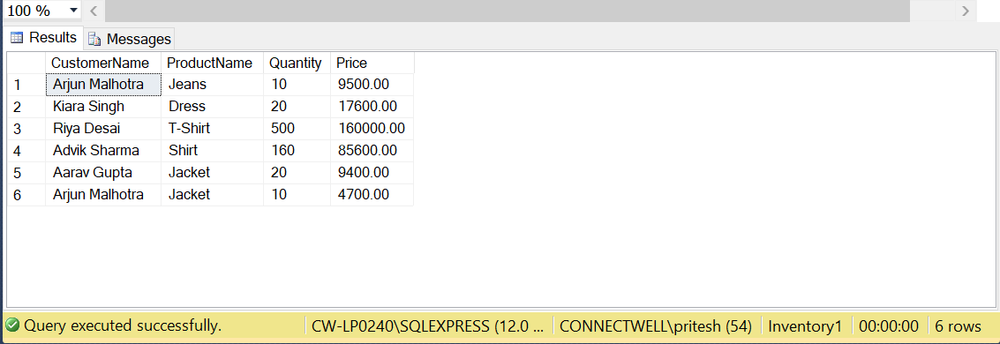 100 %
Results Messages
CustomerName ProductName Quantity Price
1 Arjun Malhotra Jeans 10 9500.00
2 Kiara Singh Dress 20 17600.00
3 Riya Desai T-Shirt 500 160000.00
4 Advik Sharma Shirt 160 85600.00
5 Aarav Gupta Jacket 20 9400.00
6 Arjun Malhotra Jacket 10 4700.00
Query executed successfully. CW-LP0240\SQLEXPRESS (12.0 ... CONNECTWELL\pritesh (54) Inventory1 00:00:00 6 rows